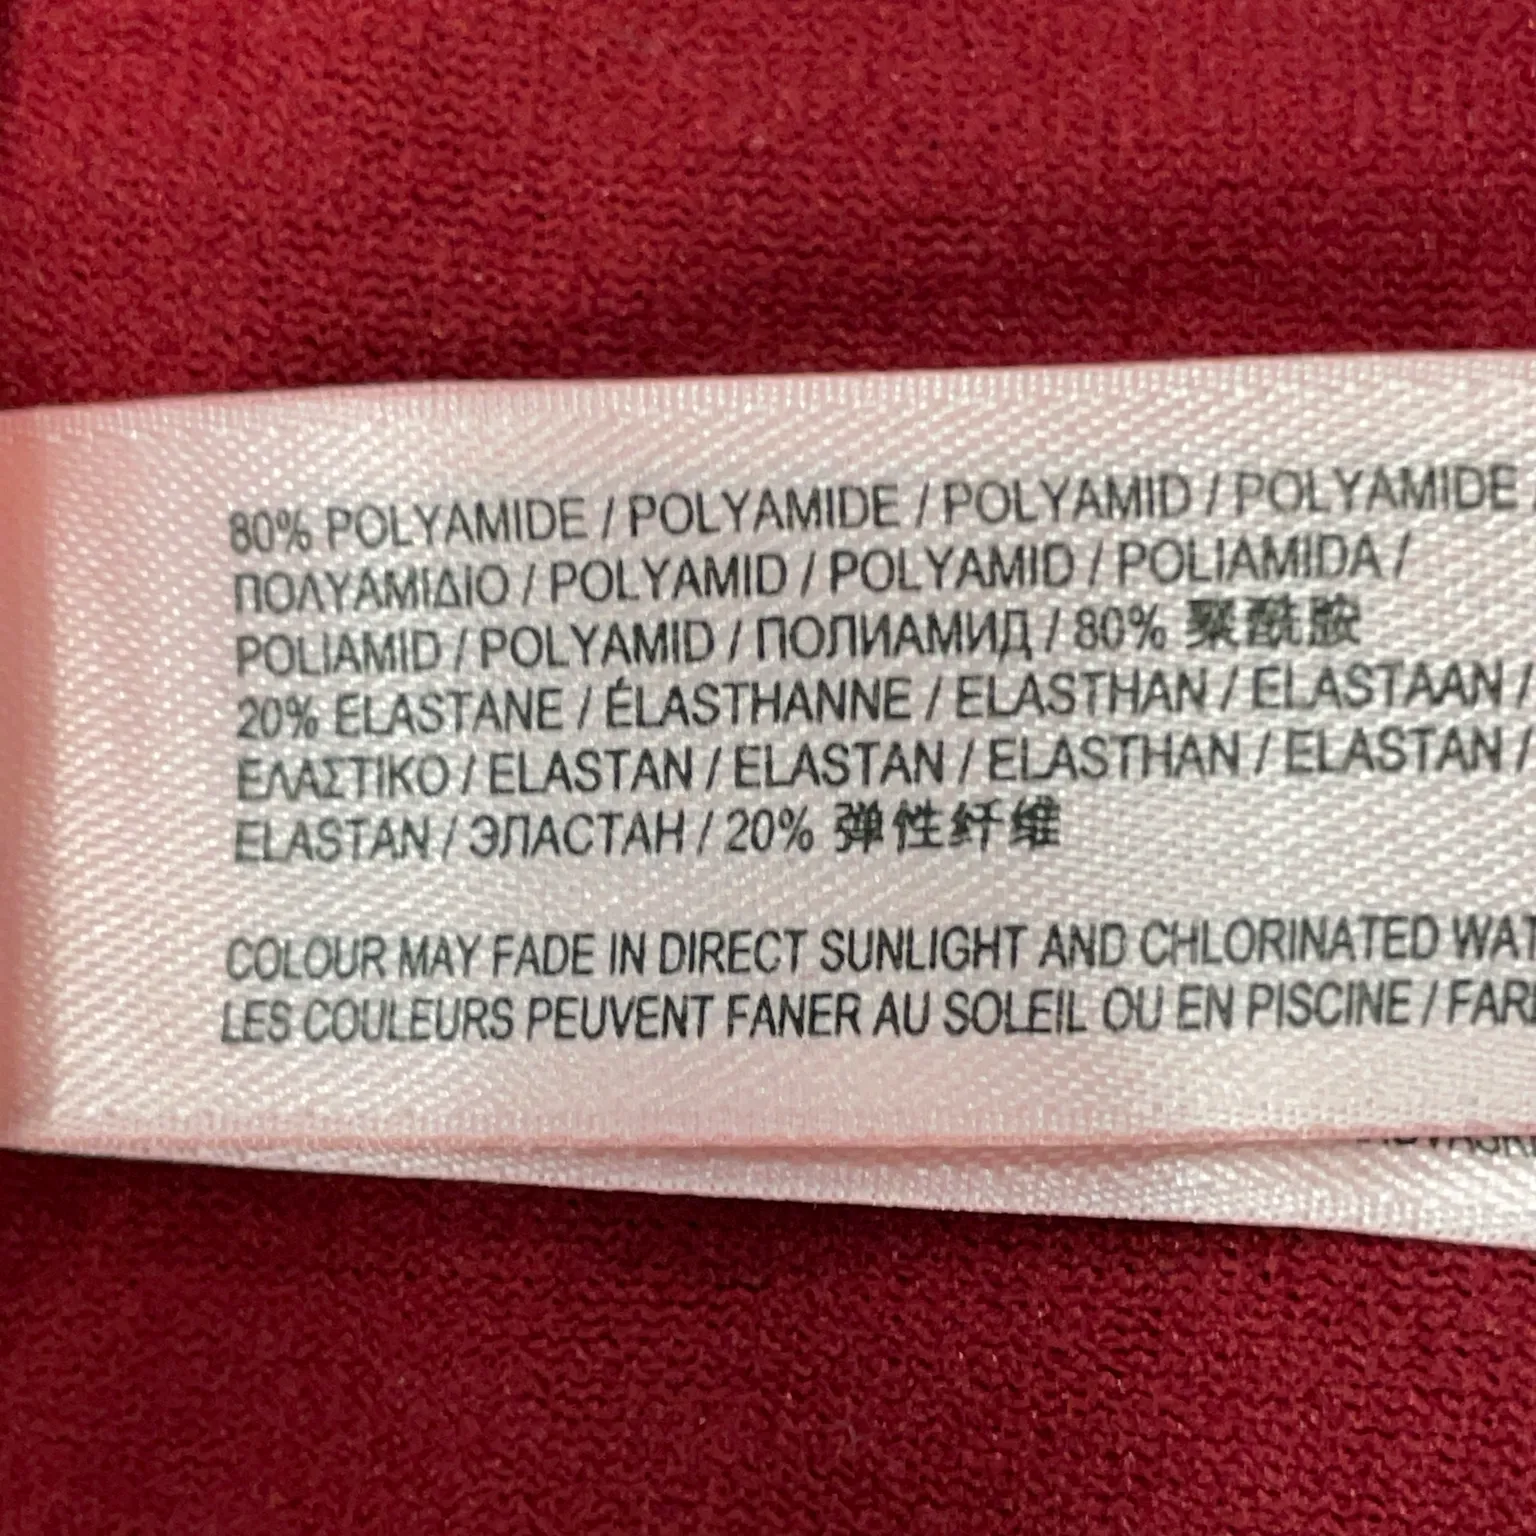 80% POLYAMIDE / POLYAMIDE / POLYAMID / POLYAMIDE
ΠΟΛΥΑΜΙΔΙΟ / POLYAMID / POLYAMID / POLIAMIDA /
POLIAMID / POLYAMID / ПОЛИАМИД / 80% 聚酰胺
20% ELASTANE / ÉLASTHANNE / ELASTHAN / ELASTAAN /
ΕΛΑΣΤΙΚΟ / ELASTAN / ELASTAN / ELASTHAN / ELASTAN /
ELASTAN / ЭЛАСТАН / 20% 弹性纤维
COLOUR MAY FADE IN DIRECT SUNLIGHT AND CHLORINATED WAT
LES COULEURS PEUVENT FANER AU SOLEIL OU EN PISCINE / FAR